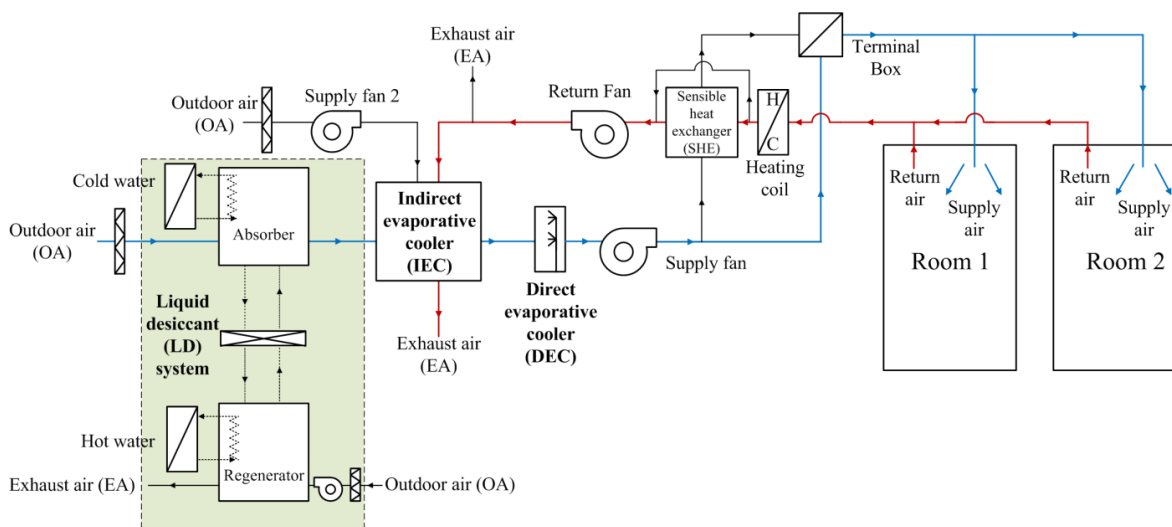 Exhaust air
(EA)
Terminal
Box
Outdoor air
(OA)
Supply fan 2
Return Fan
Sensible
heat
exchanger
(SHE)
H
C
Heating
coil
Cold water
Absorber
Outdoor air
(OA)
Indirect
evaporative
cooler
(IEC)
Supply fan
Return
air
Supply
air
Room 1
Return
air
Supply
air
Room 2
Liquid
desiccant
(LD)
system
Exhaust air
(EA)
Direct
evaporative
cooler
(DEC)
Hot water
Regenerator
Exhaust air (EA)
Outdoor air (OA)